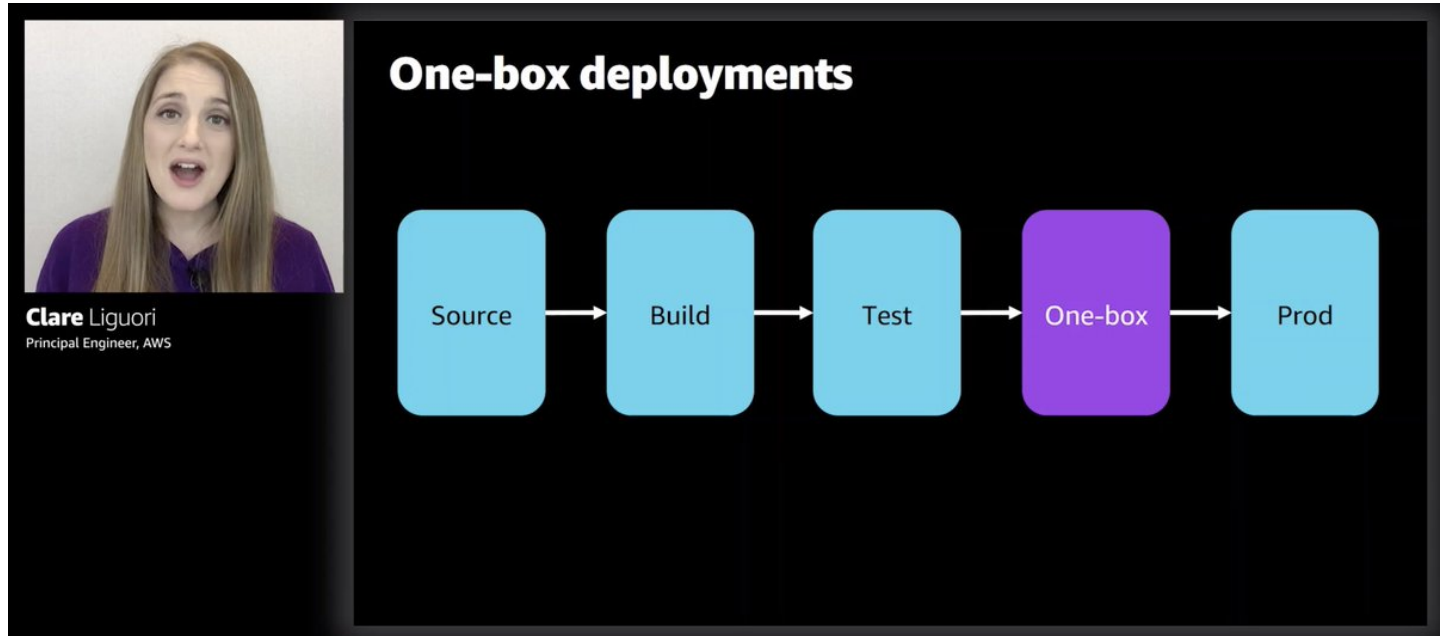 One-box deployments
Source
Build
Test
One-box
Prod
Clare Liguori
Principal Engineer, AWS